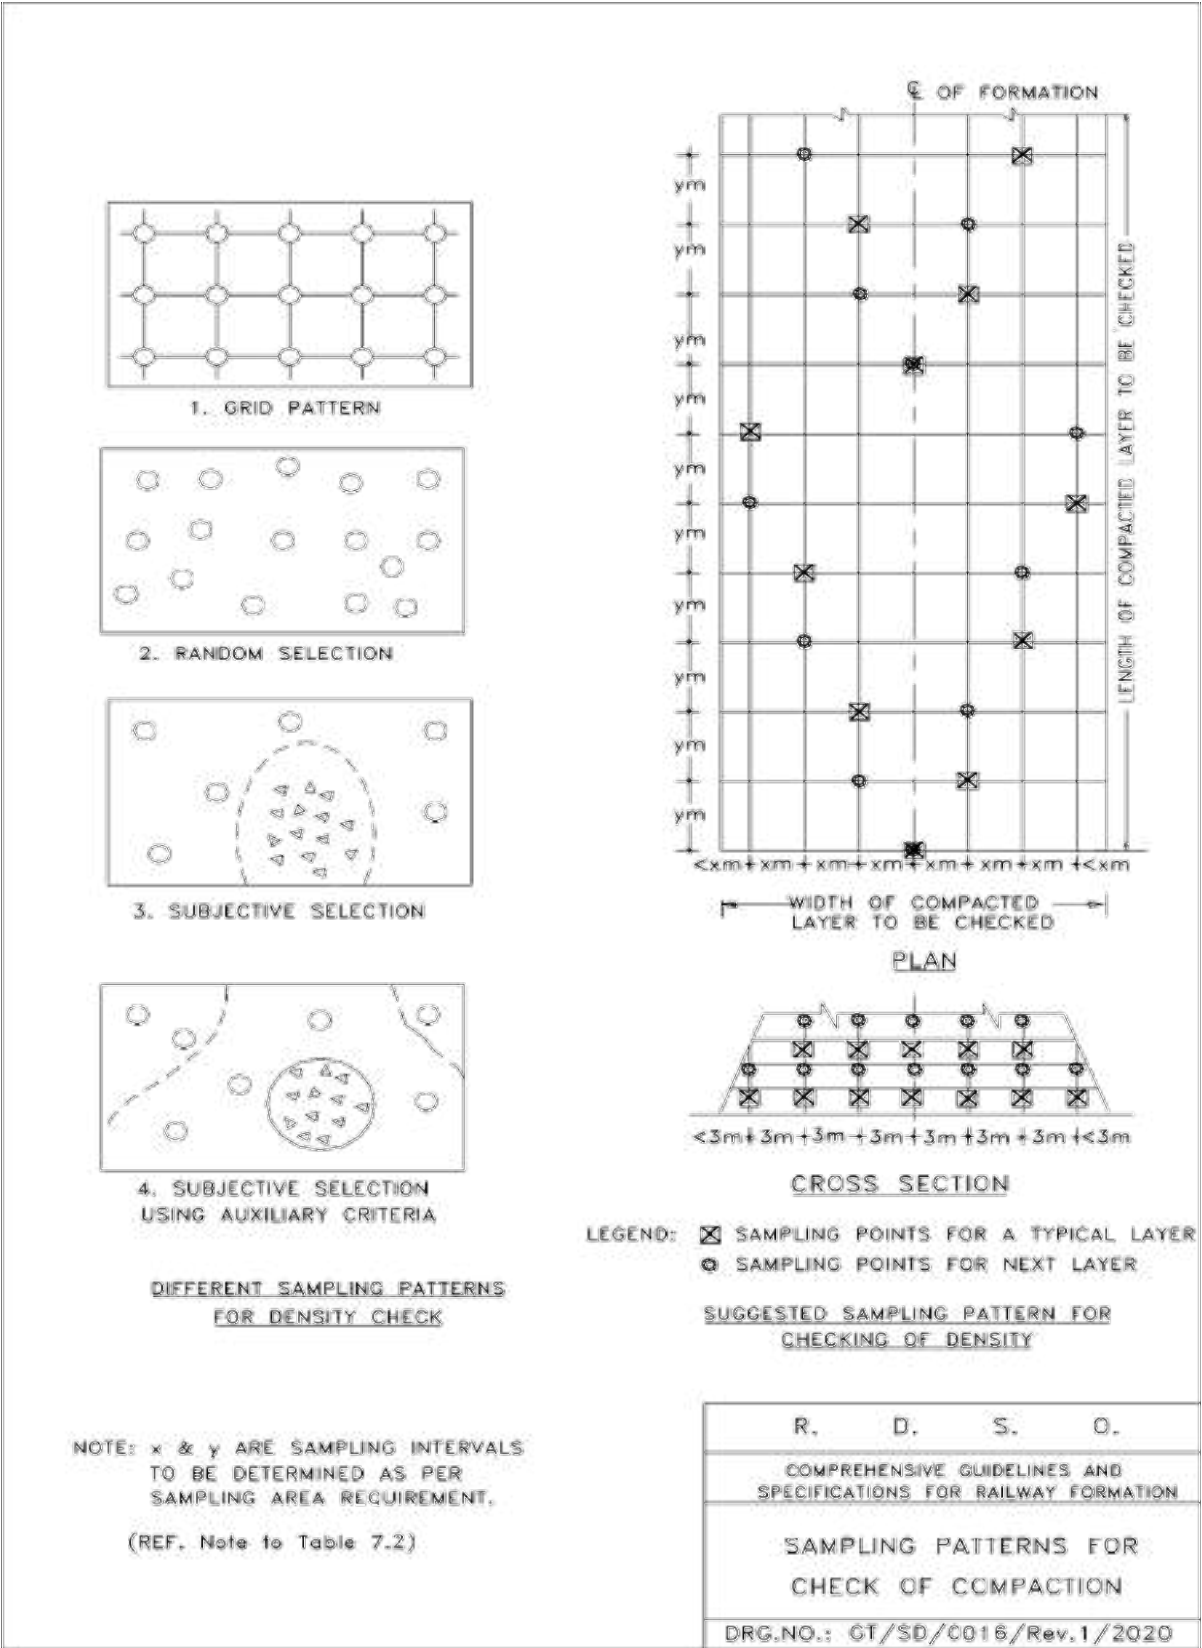 ℄ OF FORMATION
ym
ym
ym
ym
ym
ym
ym
ym
ym
ym
LENGTH OF COMPACTED LAYER TO BE CHECKED
<xm xm xm xm xm xm xm <xm
WIDTH OF COMPACTED
LAYER TO BE CHECKED
PLAN
<3m 3m 3m 3m 3m 3m 3m <3m
CROSS SECTION
LEGEND: SAMPLING POINTS FOR A TYPICAL LAYER
SAMPLING POINTS FOR NEXT LAYER
SUGGESTED SAMPLING PATTERN FOR
CHECKING OF DENSITY
1. GRID PATTERN
2. RANDOM SELECTION
3. SUBJECTIVE SELECTION
4. SUBJECTIVE SELECTION
USING AUXILIARY CRITERIA
DIFFERENT SAMPLING PATTERNS
FOR DENSITY CHECK
NOTE: x & y ARE SAMPLING INTERVALS
TO BE DETERMINED AS PER
SAMPLING AREA REQUIREMENT.
(REF. Note to Table 7.2)
R. D. S. O.
COMPREHENSIVE GUIDELINES AND
SPECIFICATIONS FOR RAILWAY FORMATION
SAMPLING PATTERNS FOR
CHECK OF COMPACTION
DRG.NO.: GT/SD/0016/Rev.1/2020